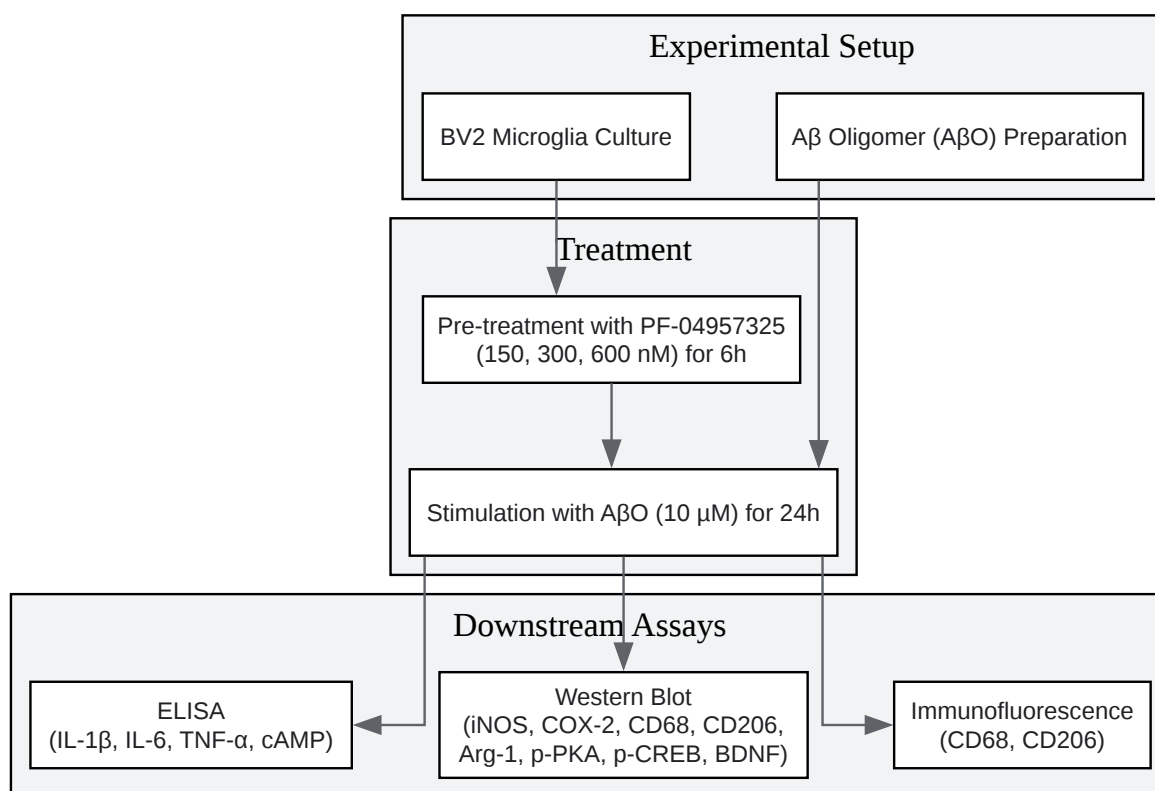 Experimental Setup
BV2 Microglia Culture
Aβ Oligomer (AβO) Preparation
Treatment
Pre-treatment with PF-04957325
(150, 300, 600 nM) for 6h
Stimulation with AβO (10 µM) for 24h
Downstream Assays
ELISA
(IL-1β, IL-6, TNF-α, cAMP)
Western Blot
(iNOS, COX-2, CD68, CD206,
Arg-1, p-PKA, p-CREB, BDNF)
Immunofluorescence
(CD68, CD206)